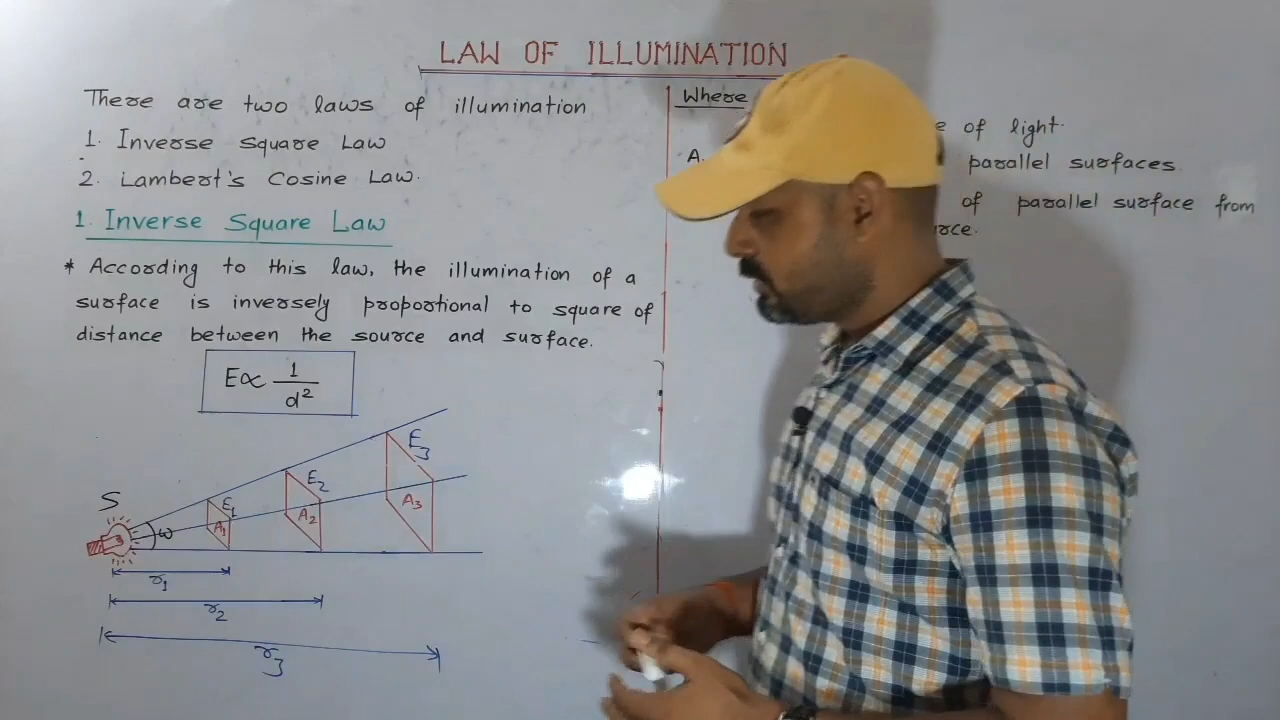 LAW OF ILLUMINATION
There are two laws of illumination
1. Inverse Square Law
2. Lambert's Cosine Law.
1. Inverse Square Law
* According to this law, the illumination of a
surface is inversely proportional to square of
distance between the source and surface.
E∝ 1/d²
S
ω
E1
A1
E2
A2
E3
A3
r1
r2
r3
Where
of light.
A
parallel surfaces.
of parallel surface from